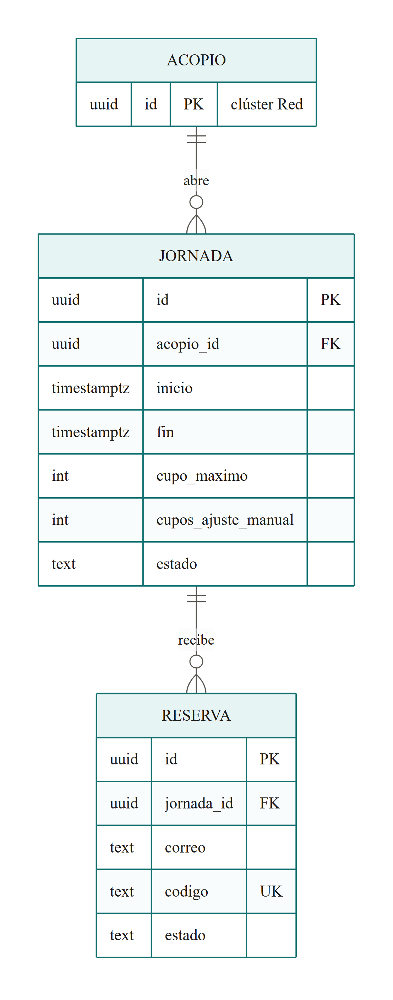 ACOPIO
uuid id PK clúster Red
abre
JORNADA
uuid id PK
uuid acopio_id FK
timestamptz inicio
timestamptz fin
int cupo_maximo
int cupos_ajuste_manual
text estado
recibe
RESERVA
uuid id PK
uuid jornada_id FK
text correo
text codigo UK
text estado